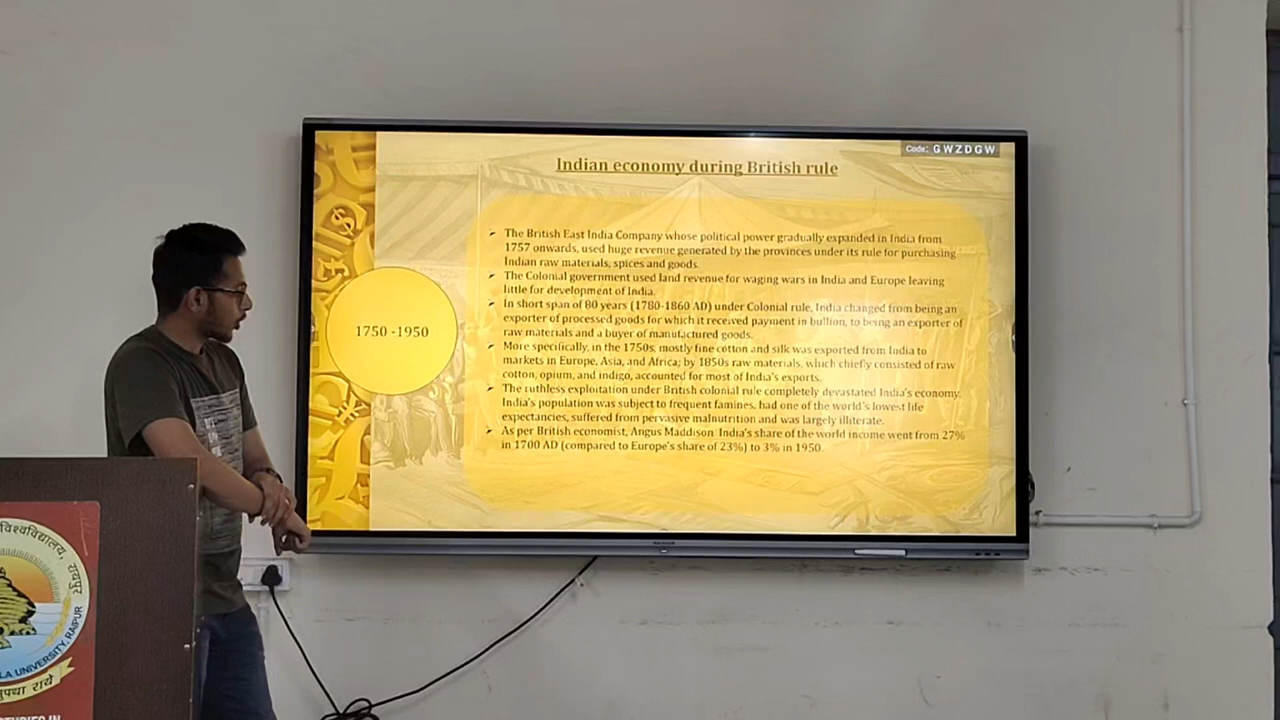 Code: GWZDGW
Indian economy during British rule
1750 -1950
➢ The British East India Company whose political power gradually expanded in India from
1757 onwards, used huge revenue generated by the provinces under its rule for purchasing
Indian raw materials, spices and goods.
➢ The Colonial government used land revenue for waging wars in India and Europe leaving
little for development of India.
➢ In short span of 80 years (1780-1860 AD) under Colonial rule, India changed from being an
exporter of processed goods for which it received payment in bullion, to being an exporter of
raw materials and a buyer of manufactured goods.
➢ More specifically, in the 1750s, mostly fine cotton and silk was exported from India to
markets in Europe, Asia, and Africa; by 1850s raw materials, which chiefly consisted of raw
cotton, opium, and indigo, accounted for most of India's exports.
➢ The ruthless exploitation under British colonial rule completely devastated India's economy.
India's population was subject to frequent famines, had one of the world's lowest life
expectancies, suffered from pervasive malnutrition and was largely illiterate.
➢ As per British economist, Angus Maddison India's share of the world income went from 27%
in 1700 AD (compared to Europe's share of 23%) to 3% in 1950.
विश्वविद्यालय, रायपुर
LA UNIVERSITY, RAIPUR